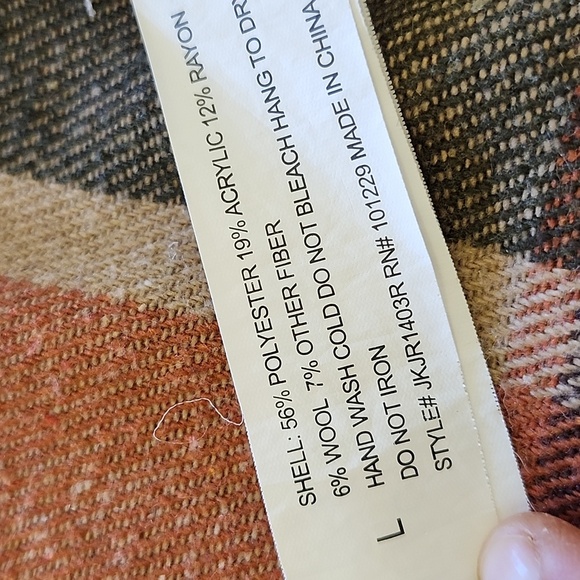 SHELL: 56% POLYESTER 19% ACRYLIC 12% RAYON
6% WOOL 7% OTHER FIBER
HAND WASH COLD DO NOT BLEACH HANG TO DRY
DO NOT IRON
STYLE# JKJR1403R RN# 101229 MADE IN CHINA
L